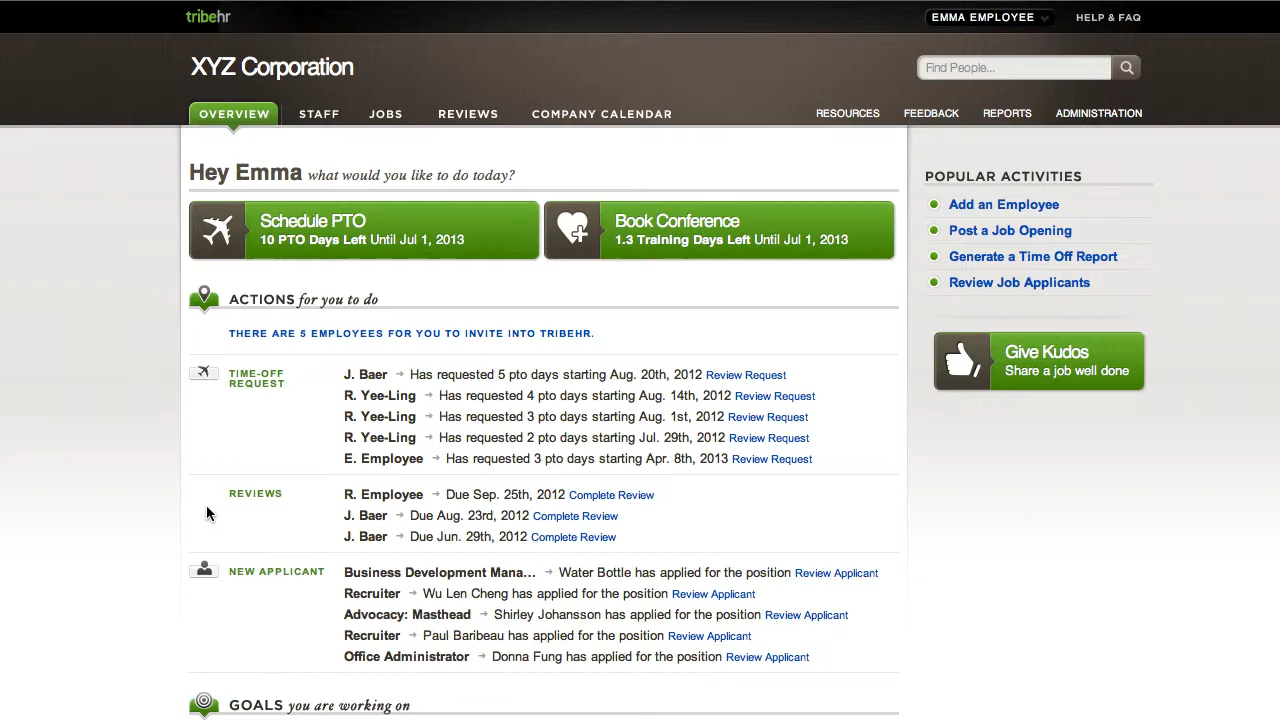 tribehr
EMMA EMPLOYEE
HELP & FAQ
XYZ Corporation
Find People...
OVERVIEW
STAFF
JOBS
REVIEWS
COMPANY CALENDAR
RESOURCES
FEEDBACK
REPORTS
ADMINISTRATION
Hey Emma what would you like to do today?
Schedule PTO
10 PTO Days Left Until Jul 1, 2013
Book Conference
1.3 Training Days Left Until Jul 1, 2013
ACTIONS for you to do
THERE ARE 5 EMPLOYEES FOR YOU TO INVITE INTO TRIBEHR.
TIME-OFF
REQUEST
J. Baer → Has requested 5 pto days starting Aug. 20th, 2012 Review Request
R. Yee-Ling → Has requested 4 pto days starting Aug. 14th, 2012 Review Request
R. Yee-Ling → Has requested 3 pto days starting Aug. 1st, 2012 Review Request
R. Yee-Ling → Has requested 2 pto days starting Jul. 29th, 2012 Review Request
E. Employee → Has requested 3 pto days starting Apr. 8th, 2013 Review Request
REVIEWS
R. Employee → Due Sep. 25th, 2012 Complete Review
J. Baer → Due Aug. 23rd, 2012 Complete Review
J. Baer → Due Jun. 29th, 2012 Complete Review
NEW APPLICANT
Business Development Mana... → Water Bottle has applied for the position Review Applicant
Recruiter → Wu Len Cheng has applied for the position Review Applicant
Advocacy: Masthead → Shirley Johansson has applied for the position Review Applicant
Recruiter → Paul Baribeau has applied for the position Review Applicant
Office Administrator → Donna Fung has applied for the position Review Applicant
GOALS you are working on
POPULAR ACTIVITIES
Add an Employee
Post a Job Opening
Generate a Time Off Report
Review Job Applicants
Give Kudos
Share a job well done